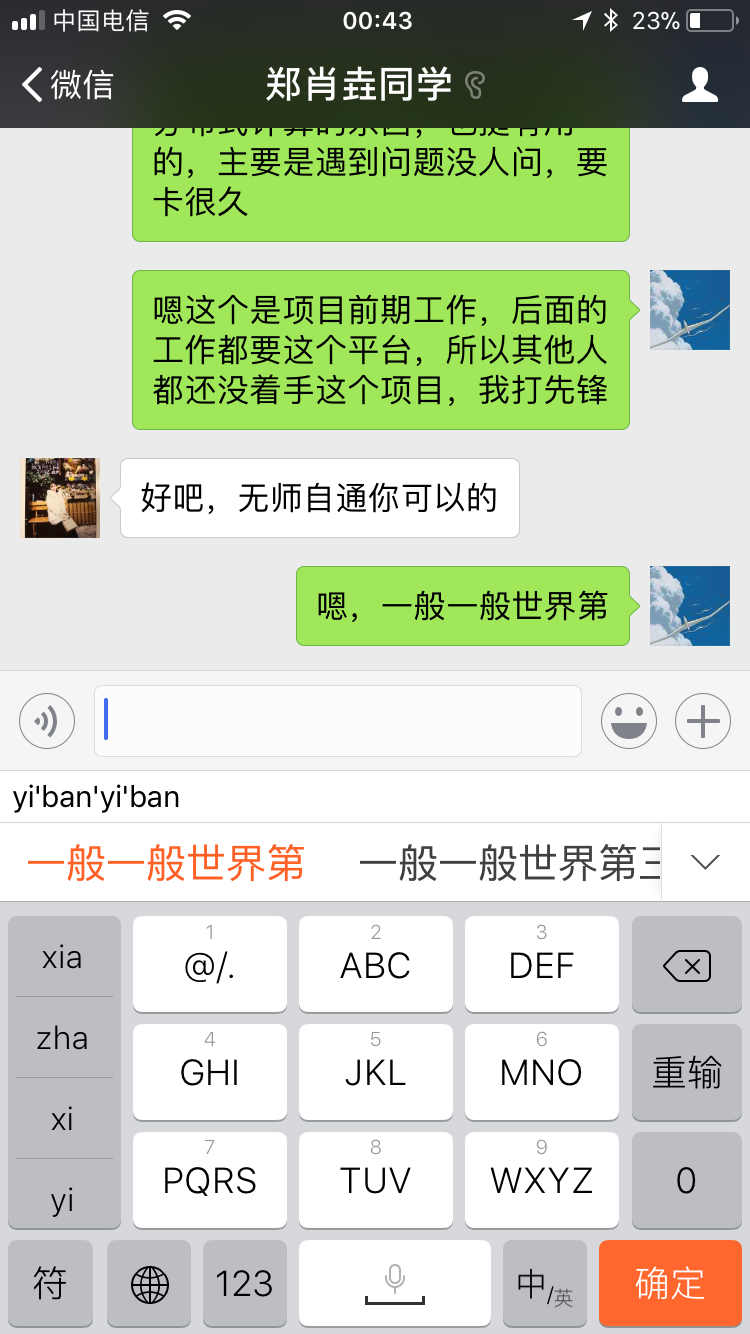 中国电信
00:43
23%
微信
郑肖垚同学
的，主要是遇到问题没人问，要
卡很久
嗯这个是项目前期工作，后面的
工作都要这个平台，所以其他人
都还没着手这个项目，我打先锋
好吧，无师自通你可以的
嗯，一般一般世界第
yi'ban'yi'ban
一般一般世界第
一般一般世界第三
xia
zha
xi
yi
1
@/.
2
ABC
3
DEF
4
GHI
5
JKL
6
MNO
重输
7
PQRS
8
TUV
9
WXYZ
0
符
123
中/英
确定